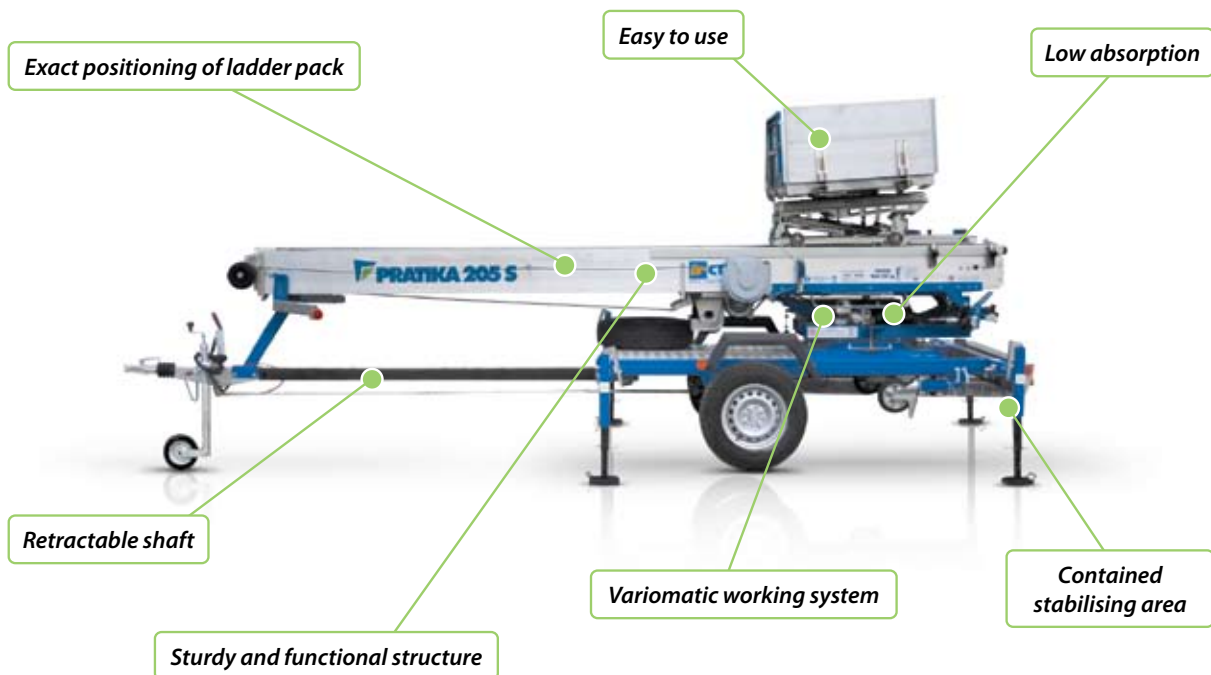 Easy to use
Exact positioning of ladder pack
Low absorption
PRATIKA 205 S
CT
Retractable shaft
Variomatic working system
Contained
stabilising area
Sturdy and functional structure